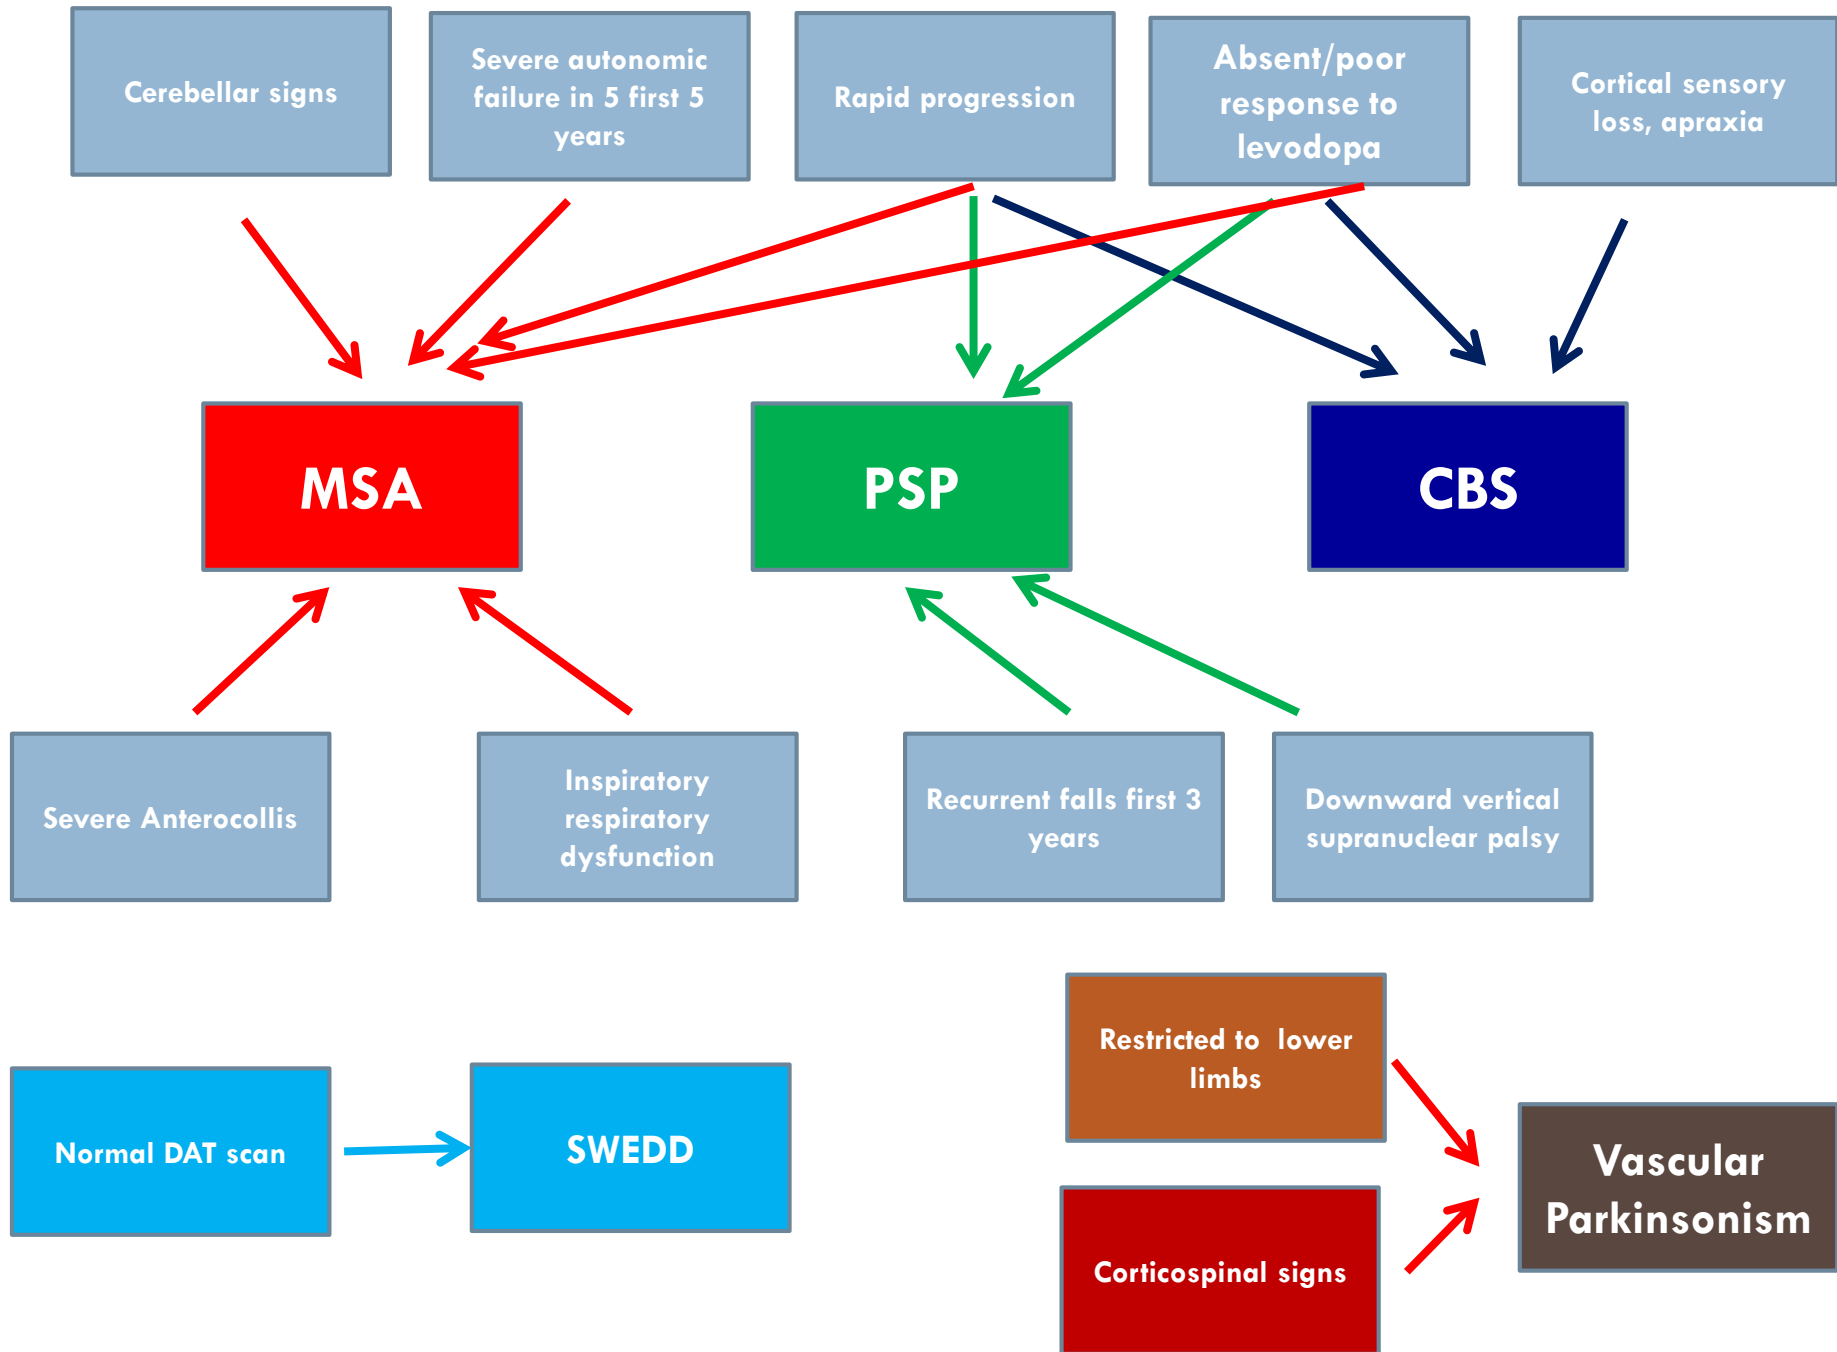 Cerebellar signs
Severe autonomic
failure in 5 first 5
years
Rapid progression
Absent/poor
response to
levodopa
Cortical sensory
loss, apraxia
MSA
PSP
CBS
Severe Anterocollis
Inspiratory
respiratory
dysfunction
Recurrent falls first 3
years
Downward vertical
supranuclear palsy
Normal DAT scan
SWEDD
Restricted to lower
limbs
Corticospinal signs
Vascular
Parkinsonism